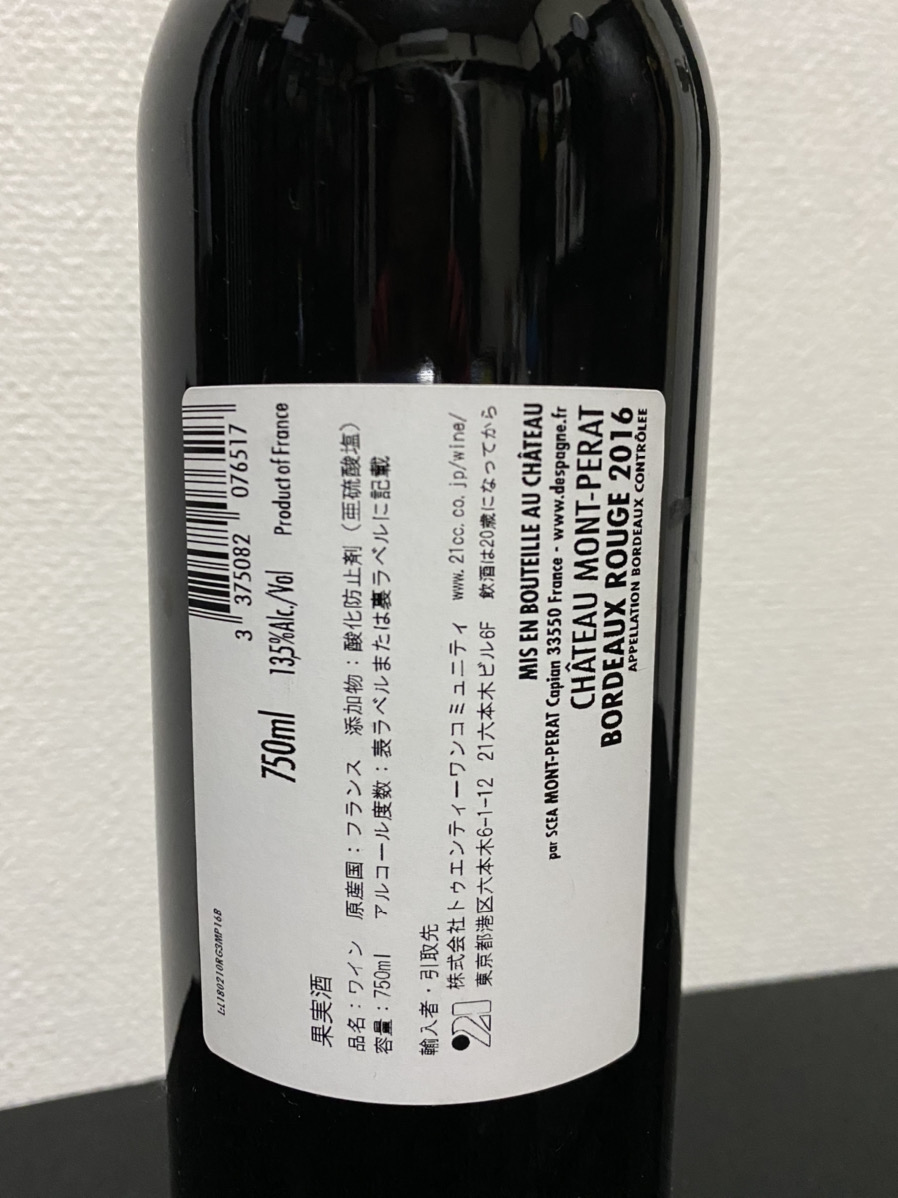 MIS EN BOUTEILLE AU CHÂTEAU
par SCEA MONT-PERAT Capian 33550 France - www.despagne.fr
CHÂTEAU MONT-PERAT
BORDEAUX ROUGE 2016
APPELLATION BORDEAUX CONTRÔLEE
3 375082 076517
750ml 13,5%Alc./Vol Product of France
果実酒
品名：ワイン 原産国：フランス 添加物：酸化防止剤（亜硫酸塩）
容量：750ml アルコール度数：表ラベルまたは裏ラベルに記載
輸入者・引取先
株式会社トゥエンティーワンコミュニティ www.21cc.co.jp/wine/
東京都港区六本木6-1-12 21六本木ビル6F 飲酒は20歳になってから
21